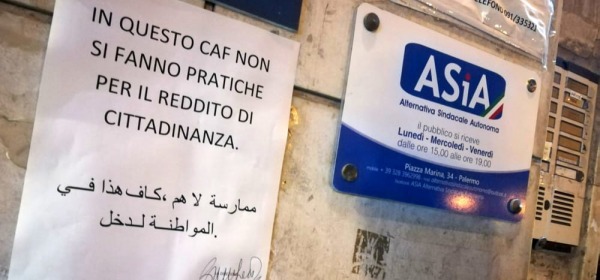 IN QUESTO CAF NON
SI FANNO PRATICHE
PER IL REDDITO DI
CITTADINANZA.
ممارسة لا هم ،كاف هذا في
المواطنة لدخل.
ASiA
Alternativa Sindacale Autonoma
il pubblico si riceve
Lunedì - Mercoledì - Venerdì
dalle ore 15,00 alle ore 19,00
Piazza Marina, 34 - Palermo